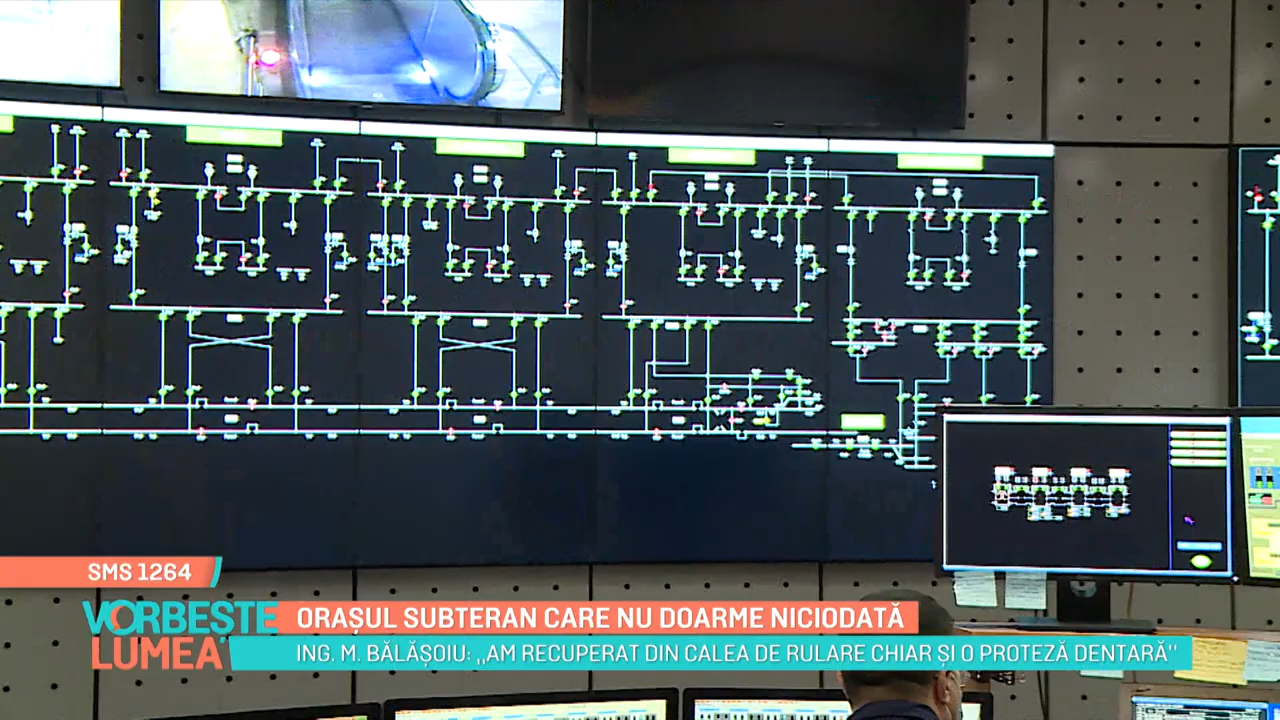 SMS 1264
VORBEȘTE
LUMEA
ORAȘUL SUBTERAN CARE NU DOARME NICIODATĂ
ING. M. BĂLĂȘOIU: ,,AM RECUPERAT DIN CALEA DE RULARE CHIAR ȘI O PROTEZĂ DENTARĂ''